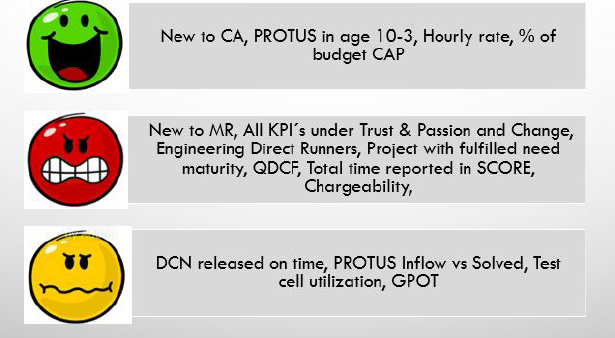 New to CA, PROTUS in age 10-3, Hourly rate, % of
budget CAP
New to MR, All KPI´s under Trust & Passion and Change,
Engineering Direct Runners, Project with fulfilled need
maturity, QDCF, Total time reported in SCORE,
Chargeability,
DCN released on time, PROTUS Inflow vs Solved, Test
cell utilization, GPOT